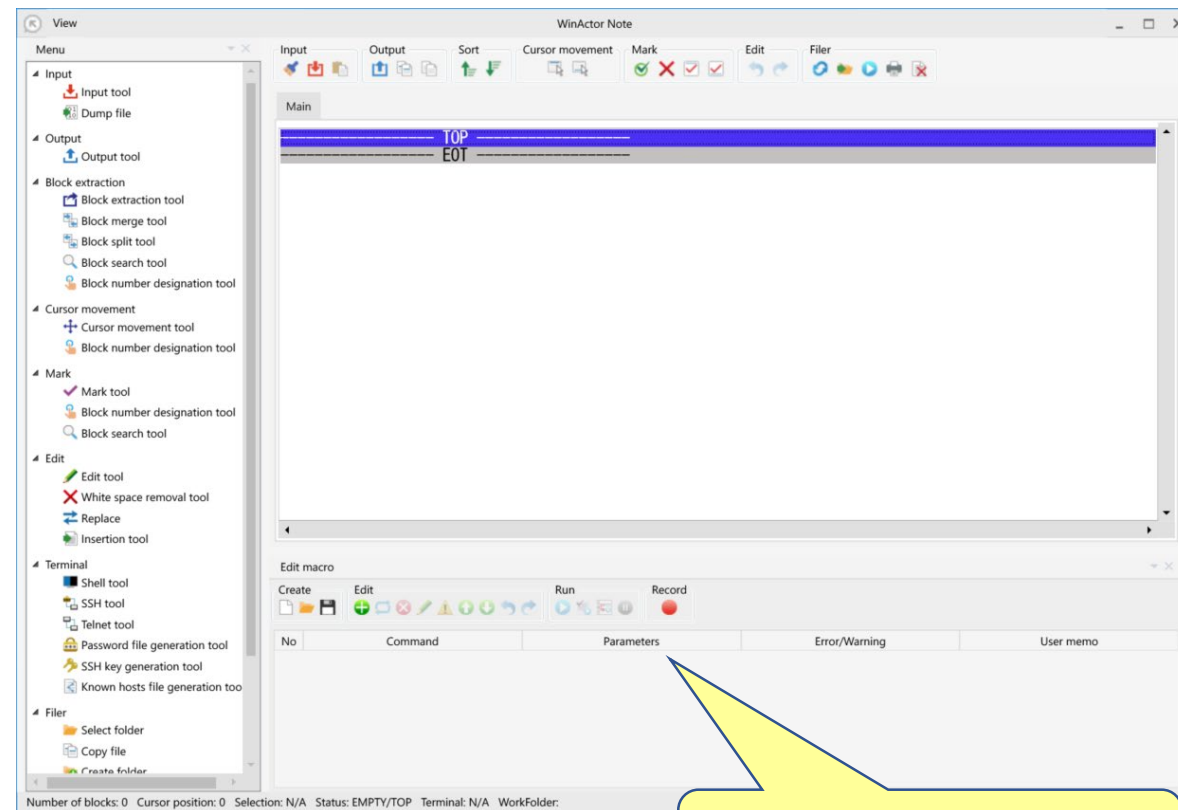 View
WinActor Note
Menu
Input
Input tool
Dump file
Output
Output tool
Block extraction
Block extraction tool
Block merge tool
Block split tool
Block search tool
Block number designation tool
Cursor movement
Cursor movement tool
Block number designation tool
Mark
Mark tool
Block number designation tool
Block search tool
Edit
Edit tool
White space removal tool
Replace
Insertion tool
Terminal
Shell tool
SSH tool
Telnet tool
Password file generation tool
SSH key generation tool
Known hosts file generation too
Filer
Select folder
Copy file
Create folder
Input Output Sort Cursor movement Mark Edit Filer
Main
------------------ TOP ------------------
------------------ EOT ------------------
Edit macro
Create Edit Run Record
No Command Parameters Error/Warning User memo
Number of blocks: 0 Cursor position: 0 Selection: N/A Status: EMPTY/TOP Terminal: N/A WorkFolder: